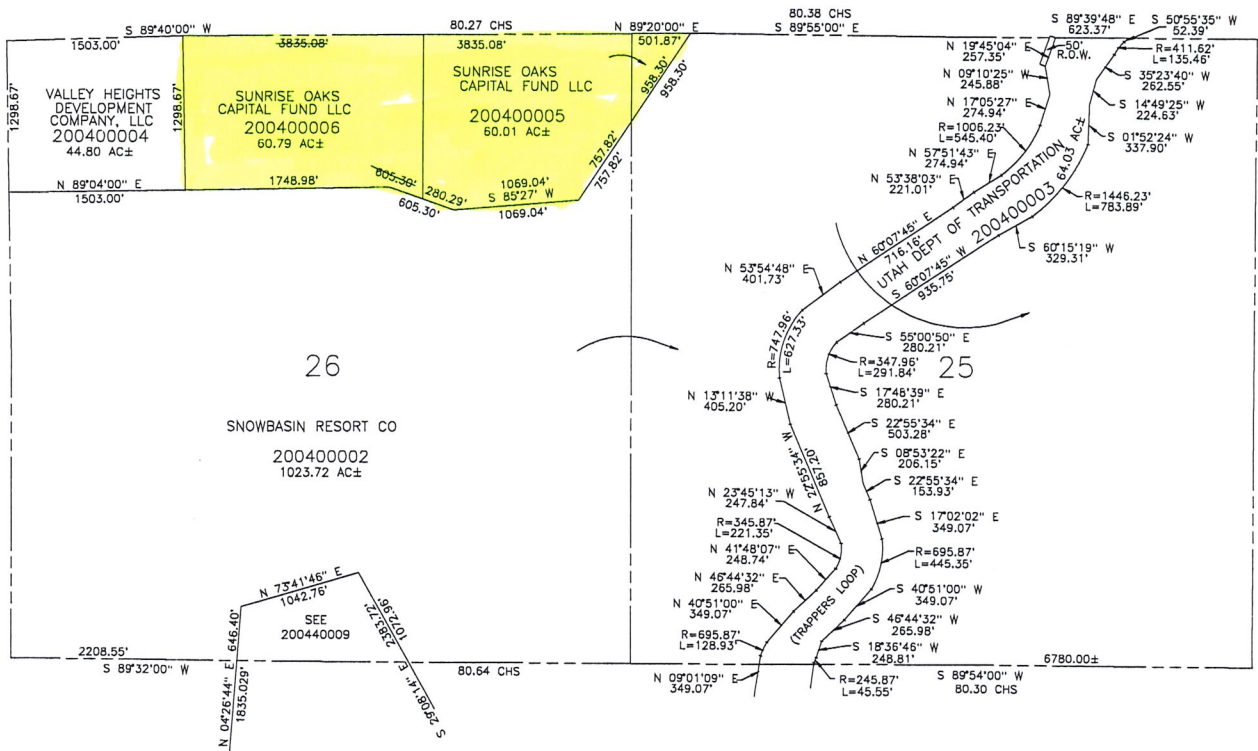 S 89°40'00" W
80.27 CHS
N 89°20'00" E
80.38 CHS
S 89°55'00" E
S 89°39'48" E
623.37'
S 50°55'35" W
52.39'
1503.00'
3835.08'
3835.08'
501.87'
1298.67'
1298.67'
VALLEY HEIGHTS
DEVELOPMENT
COMPANY, LLC
200400004
44.80 AC±
SUNRISE OAKS
CAPITAL FUND LLC
200400006
60.79 AC±
SUNRISE OAKS
CAPITAL FUND LLC
200400005
60.01 AC±
958.30'
958.30'
757.82'
757.82'
N 89°04'00" E
1503.00'
1748.98'
605.30'
605.30'
280.29'
1069.04'
S 85°27' W
1069.04'
N 19°45'04" E
257.35'
50'
R.O.W.
R=411.62'
L=135.46'
N 09°10'25" W
245.88'
S 35°23'40" W
262.55'
N 17°05'27" E
274.94'
S 14°49'25" W
224.63'
R=1006.23'
L=545.40'
S 01°52'24" W
337.90'
N 57°51'43" E
274.94'
N 53°38'03" E
221.01'
R=1446.23'
L=783.89'
N 60°07'45" E
716.16'
UTAH DEPT OF TRANSPORTATION
200400003 64.03 AC±
S 60°07'45" W
935.75'
S 60°15'19" W
329.31'
N 53°54'48" E
401.73'
R=747.96'
L=627.33'
S 55°00'50" E
280.21'
R=347.96'
L=291.84'
26
25
N 13°11'38" W
405.20'
S 17°48'39" E
280.21'
SNOWBASIN RESORT CO
200400002
1023.72 AC±
N 22°55'34" W
857.20'
S 22°55'34" E
503.28'
S 08°53'22" E
206.15'
S 22°55'34" E
153.93'
N 23°45'13" W
247.84'
S 17°02'02" E
349.07'
R=345.87'
L=221.35'
N 41°48'07" E
248.74'
R=695.87'
L=445.35'
N 46°44'32" E
265.98'
S 40°51'00" W
349.07'
(TRAPPERS LOOP)
N 40°51'00" E
349.07'
S 46°44'32" W
265.98'
R=695.87'
L=128.93'
S 18°36'46" W
248.81'
N 73°41'46" E
1042.76'
SEE
200440009
646.40'
1072.96'
2383.72'
2208.55'
S 89°32'00" W
80.64 CHS
6780.00±
N 04°26'44" E
1835.029'
S 29°08'14" E
N 09°01'09" E
349.07'
R=245.87'
L=45.55'
S 89°54'00" W
80.30 CHS